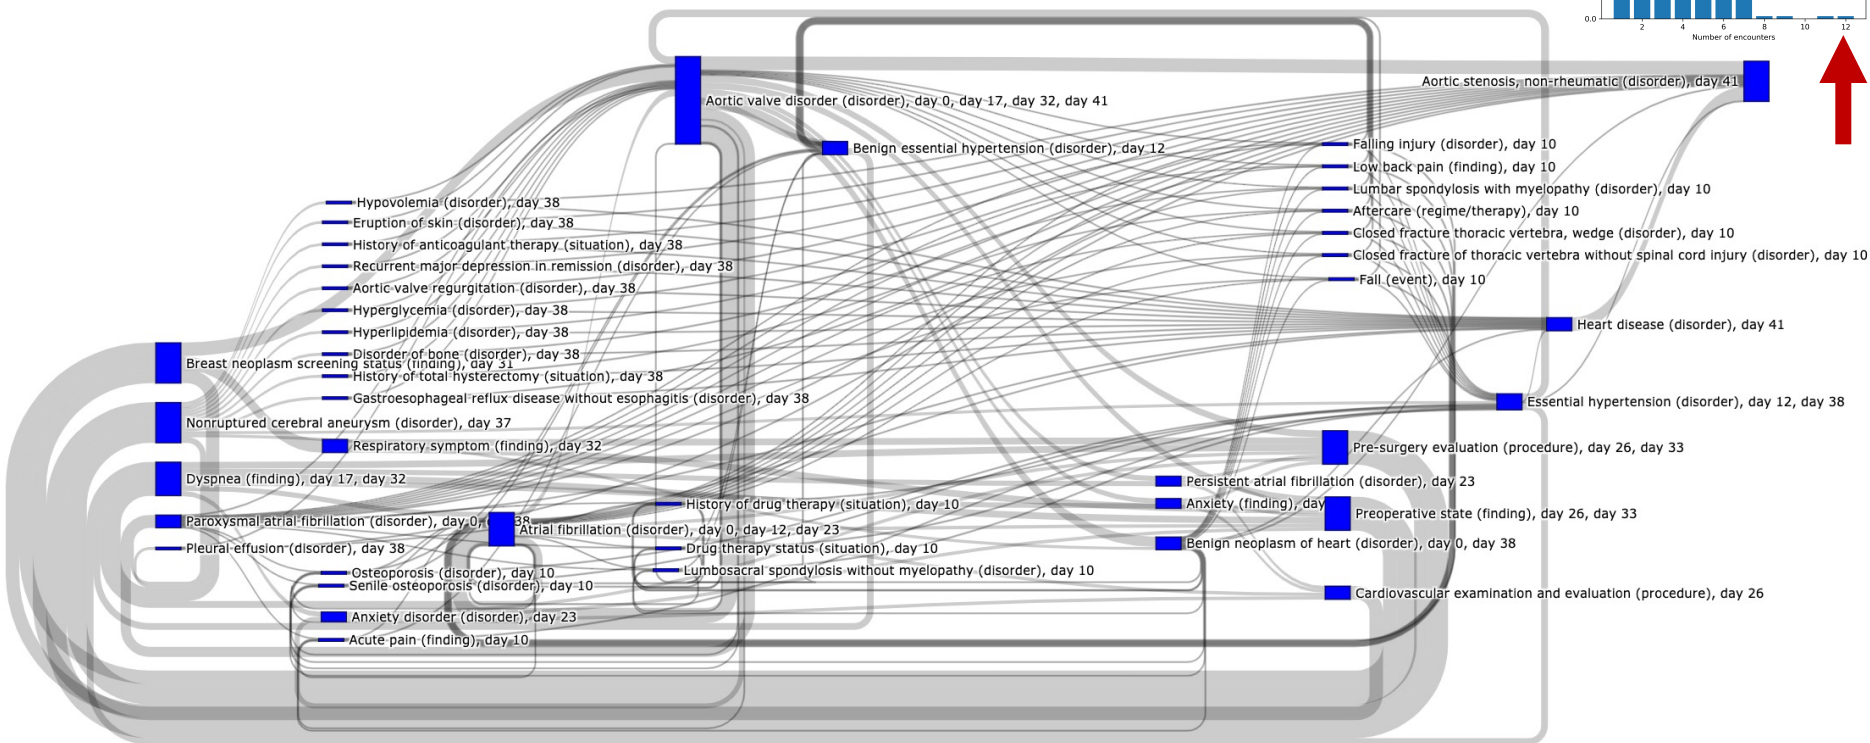 0.0
2 4 6 8 10 12
Number of encounters
Aortic stenosis, non-rheumatic (disorder), day 41
Aortic valve disorder (disorder), day 0, day 17, day 32, day 41
Benign essential hypertension (disorder), day 12
Falling injury (disorder), day 10
Low back pain (finding), day 10
Lumbar spondylosis with myelopathy (disorder), day 10
Aftercare (regime/therapy), day 10
Closed fracture thoracic vertebra, wedge (disorder), day 10
Closed fracture of thoracic vertebra without spinal cord injury (disorder), day 10
Fall (event), day 10
Hypovolemia (disorder), day 38
Eruption of skin (disorder), day 38
History of anticoagulant therapy (situation), day 38
Recurrent major depression in remission (disorder), day 38
Aortic valve regurgitation (disorder), day 38
Hyperglycemia (disorder), day 38
Hyperlipidemia (disorder), day 38
Disorder of bone (disorder), day 38
Breast neoplasm screening status (finding), day 31
History of total hysterectomy (situation), day 38
Gastroesophageal reflux disease without esophagitis (disorder), day 38
Heart disease (disorder), day 41
Essential hypertension (disorder), day 12, day 38
Nonruptured cerebral aneurysm (disorder), day 37
Respiratory symptom (finding), day 32
Pre-surgery evaluation (procedure), day 26, day 33
Dyspnea (finding), day 17, day 32
Persistent atrial fibrillation (disorder), day 23
History of drug therapy (situation), day 10
Anxiety (finding), day
Preoperative state (finding), day 26, day 33
Paroxysmal atrial fibrillation (disorder), day 0, 38
Atrial fibrillation (disorder), day 0, day 12, day 23
Benign neoplasm of heart (disorder), day 0, day 38
Pleural effusion (disorder), day 38
Drug therapy status (situation), day 10
Osteoporosis (disorder), day 10
Lumbosacral spondylosis without myelopathy (disorder), day 10
Senile osteoporosis (disorder), day 10
Cardiovascular examination and evaluation (procedure), day 26
Anxiety disorder (disorder), day 23
Acute pain (finding), day 10